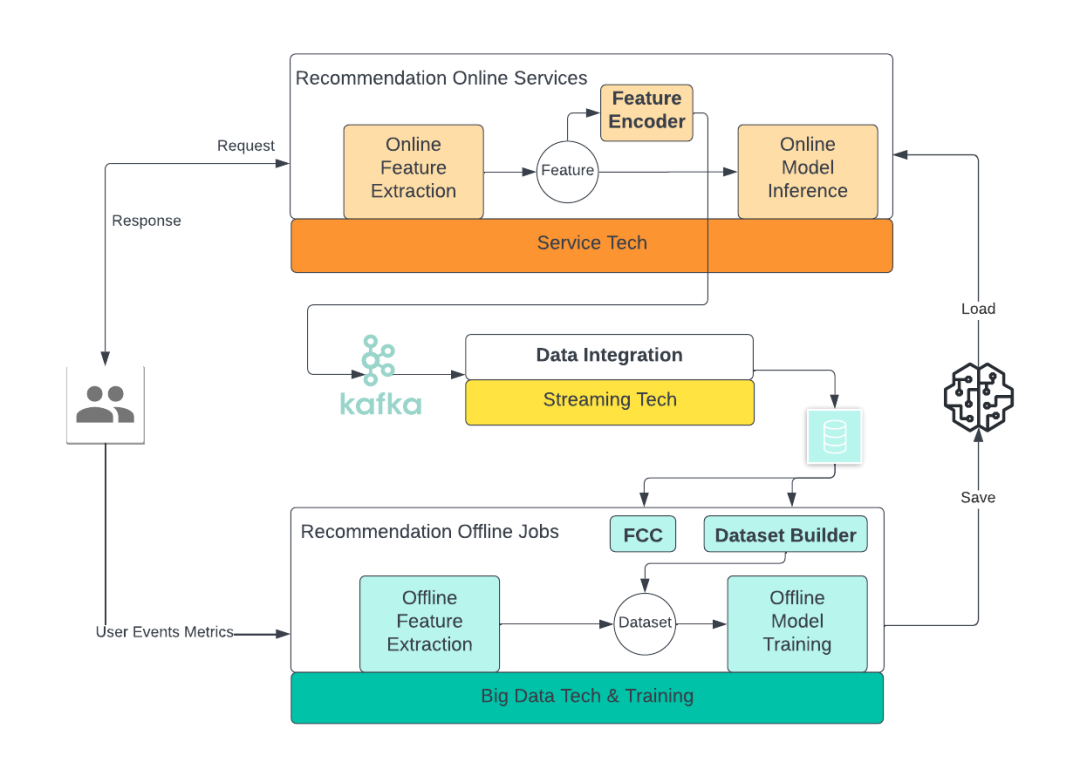 Recommendation Online Services
Feature
Encoder
Online
Feature
Extraction
Feature
Online
Model
Inference
Request
Response
Service Tech
Load
Data Integration
kafka
Streaming Tech
Save
Recommendation Offline Jobs
FCC
Dataset Builder
Offline
Feature
Extraction
Dataset
Offline
Model
Training
User Events Metrics
Big Data Tech & Training